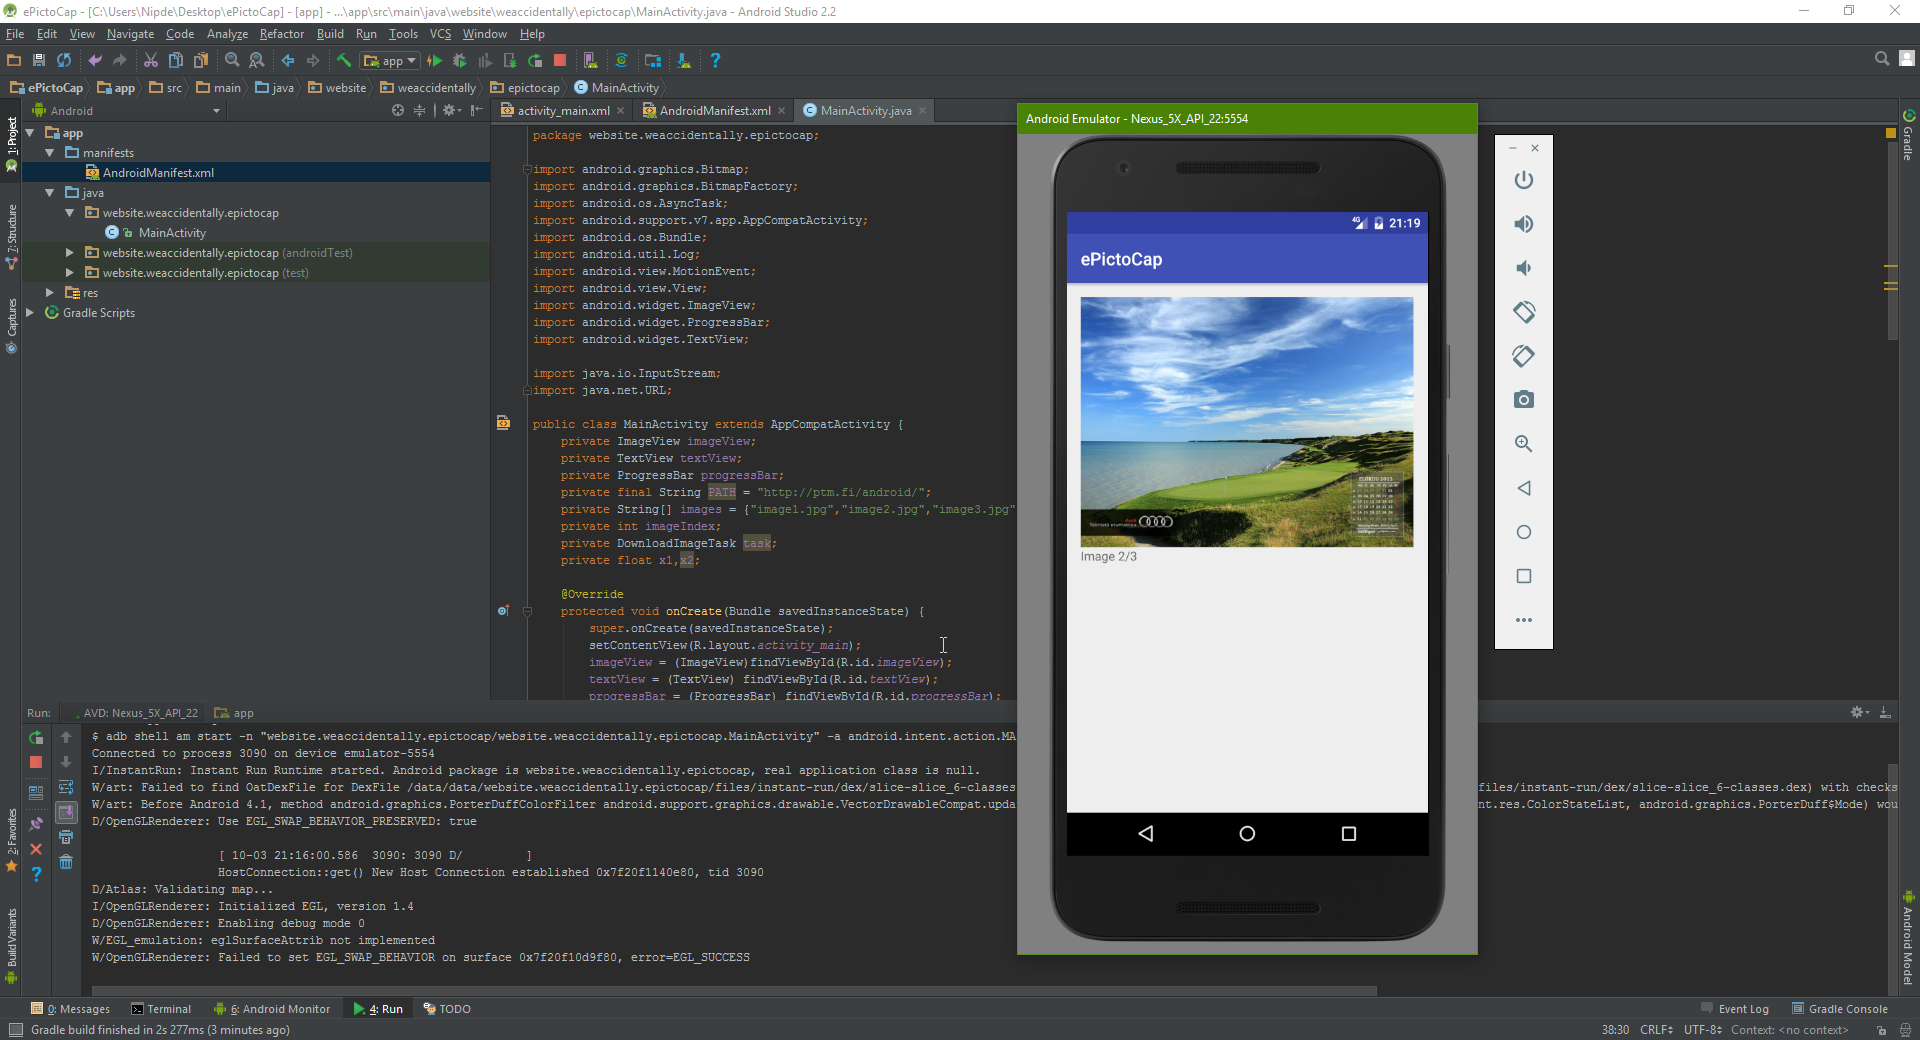 ePictoCap - [C:\Users\Nipde\Desktop\ePictoCap] - [app] - ...\app\src\main\java\website\weaccidentally\epictocap\MainActivity.java - Android Studio 2.2
File Edit View Navigate Code Analyze Refactor Build Run Tools VCS Window Help
app
ePictoCap app src main java website weaccidentally epictocap MainActivity
Android
activity_main.xml AndroidManifest.xml MainActivity.java
1: Project
7: Structure
Captures
2: Favorites
Build Variants
app
manifests
AndroidManifest.xml
java
website.weaccidentally.epictocap
MainActivity
website.weaccidentally.epictocap (androidTest)
website.weaccidentally.epictocap (test)
res
Gradle Scripts
package website.weaccidentally.epictocap;
import android.graphics.Bitmap;
import android.graphics.BitmapFactory;
import android.os.AsyncTask;
import android.support.v7.app.AppCompatActivity;
import android.os.Bundle;
import android.util.Log;
import android.view.MotionEvent;
import android.view.View;
import android.widget.ImageView;
import android.widget.ProgressBar;
import android.widget.TextView;
import java.io.InputStream;
import java.net.URL;
public class MainActivity extends AppCompatActivity {
private ImageView imageView;
private TextView textView;
private ProgressBar progressBar;
private final String PATH = "http://ptm.fi/android/";
private String[] images = {"image1.jpg","image2.jpg","image3.jpg"
private int imageIndex;
private DownloadImageTask task;
private float x1,x2;
@Override
protected void onCreate(Bundle savedInstanceState) {
super.onCreate(savedInstanceState);
setContentView(R.layout.activity_main);
imageView = (ImageView)findViewById(R.id.imageView);
textView = (TextView) findViewById(R.id.textView);
progressBar = (ProgressBar) findViewById(R.id.progressBar);
Android Emulator - Nexus_5X_API_22:5554
4G 21:19
ePictoCap
Audi
Image 2/3
Gradle
Android Model
Run: AVD: Nexus_5X_API_22 app
$ adb shell am start -n "website.weaccidentally.epictocap/website.weaccidentally.epictocap.MainActivity" -a android.intent.action.MA
Connected to process 3090 on device emulator-5554
I/InstantRun: Instant Run Runtime started. Android package is website.weaccidentally.epictocap, real application class is null.
W/art: Failed to find OatDexFile for DexFile /data/data/website.weaccidentally.epictocap/files/instant-run/dex/slice-slice_6-classes files/instant-run/dex/slice-slice_6-classes.dex) with checks
W/art: Before Android 4.1, method android.graphics.PorterDuffColorFilter android.support.graphics.drawable.VectorDrawableCompat.upda nt.res.ColorStateList, android.graphics.PorterDuff$Mode) wou
D/OpenGLRenderer: Use EGL_SWAP_BEHAVIOR_PRESERVED: true
[ 10-03 21:16:00.586 3090: 3090 D/ ]
HostConnection::get() New Host Connection established 0x7f20f1140e80, tid 3090
D/Atlas: Validating map...
I/OpenGLRenderer: Initialized EGL, version 1.4
D/OpenGLRenderer: Enabling debug mode 0
W/EGL_emulation: eglSurfaceAttrib not implemented
W/OpenGLRenderer: Failed to set EGL_SWAP_BEHAVIOR on surface 0x7f20f10d9f80, error=EGL_SUCCESS
0: Messages Terminal 6: Android Monitor 4: Run TODO Event Log Gradle Console
Gradle build finished in 2s 277ms (3 minutes ago) 38:30 CRLF UTF-8 Context: <no context>